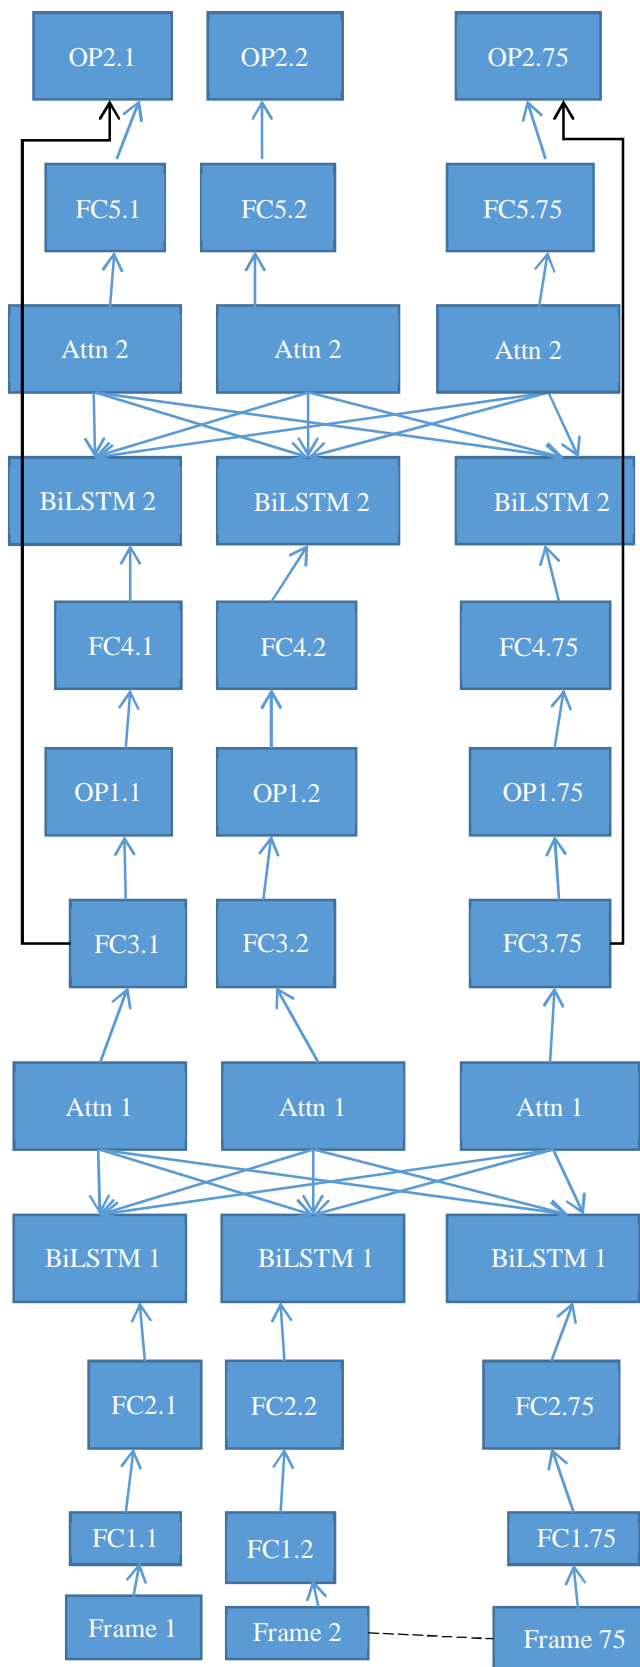 OP2.1 OP2.2 OP2.75
FC5.1 FC5.2 FC5.75
Attn 2 Attn 2 Attn 2
BiLSTM 2 BiLSTM 2 BiLSTM 2
FC4.1 FC4.2 FC4.75
OP1.1 OP1.2 OP1.75
FC3.1 FC3.2 FC3.75
Attn 1 Attn 1 Attn 1
BiLSTM 1 BiLSTM 1 BiLSTM 1
FC2.1 FC2.2 FC2.75
FC1.1 FC1.2 FC1.75
Frame 1 Frame 2 Frame 75